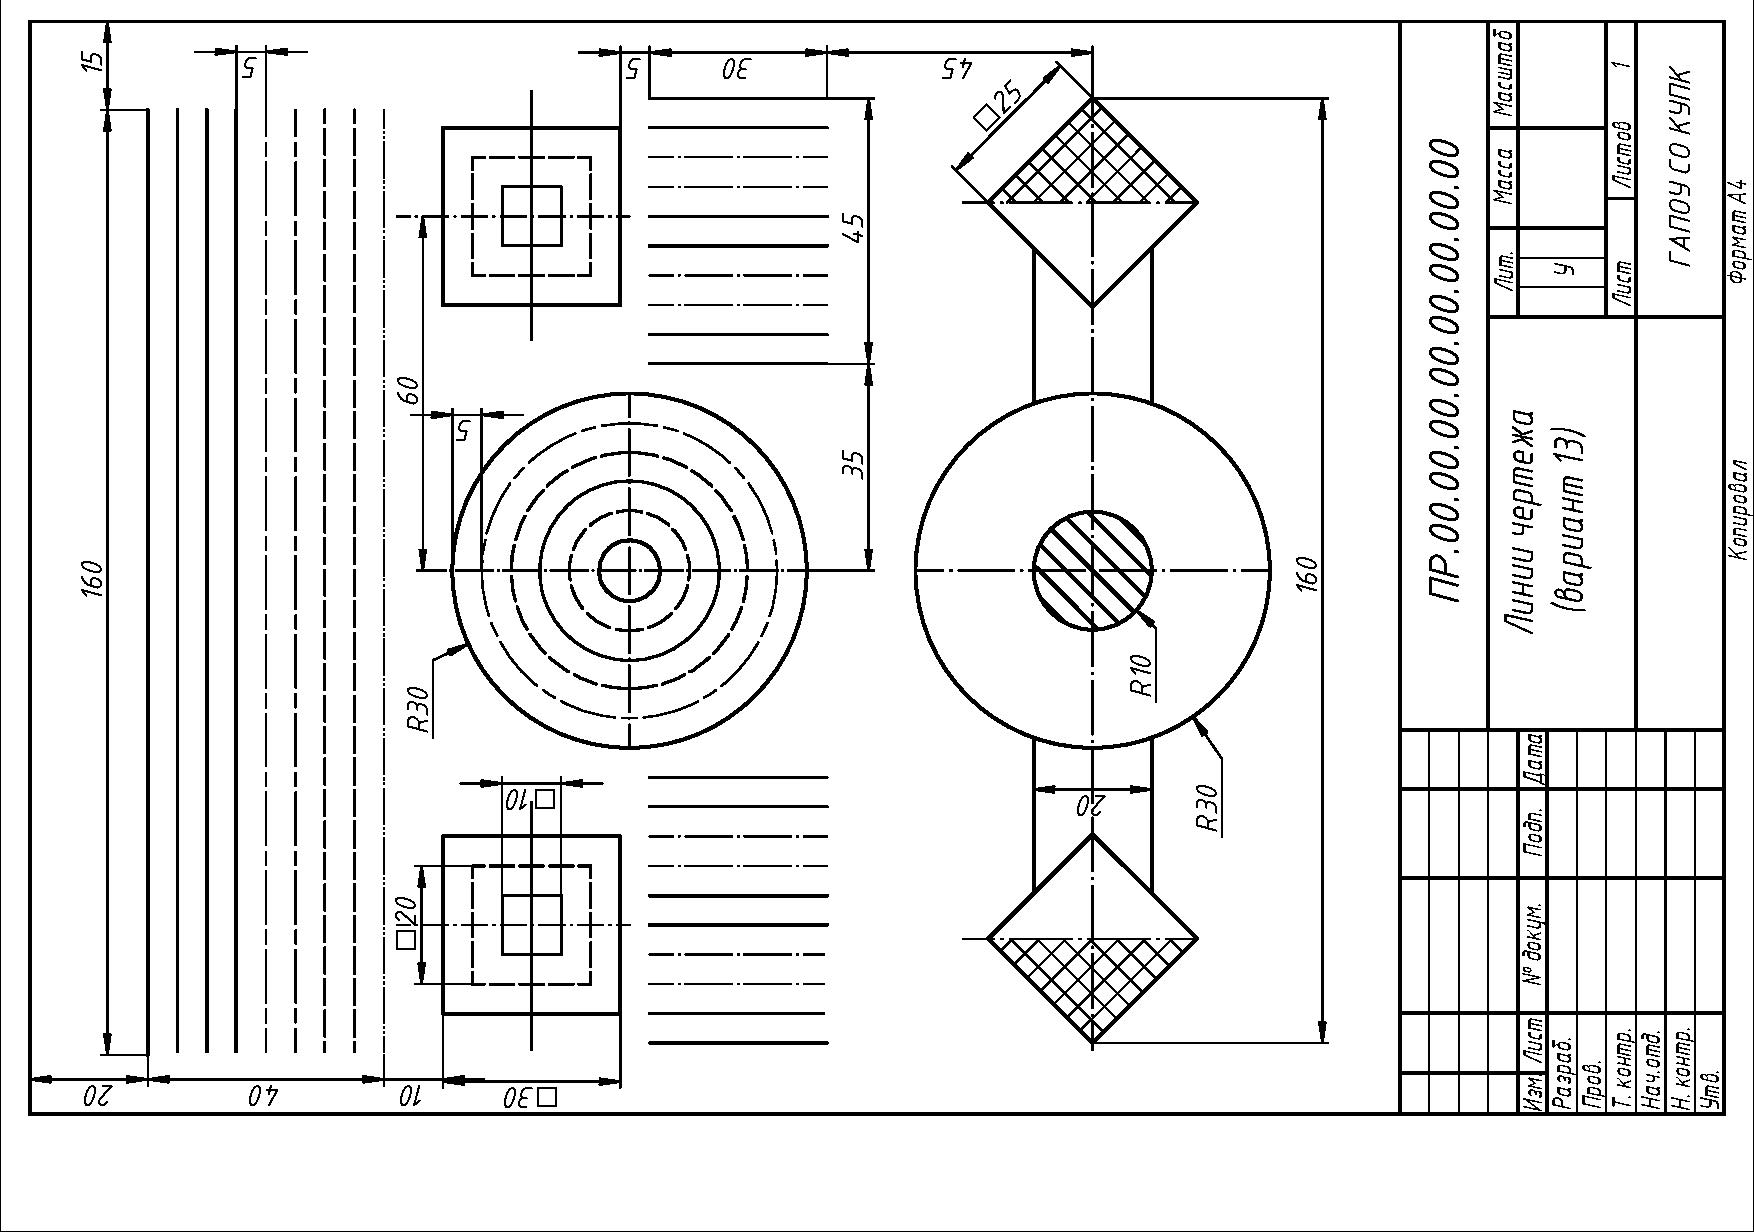 20
160
15
40
5
10
□20
R30
60
5
□30
□10
5
30
35
45
45
□25
20
R10
R30
160
ПР.00.00.00.00.00.00.00.00
Изм. Лист № докум. Подп. Дата
Разраб.
Пров.
Т. контр.
Нач.отд.
Н. контр.
Утв.
Линии чертежа
(вариант 13)
Лит. Масса Масштаб
У
Лист Листов 1
ГАПОУ СО КУПК
Копировал Формат А4